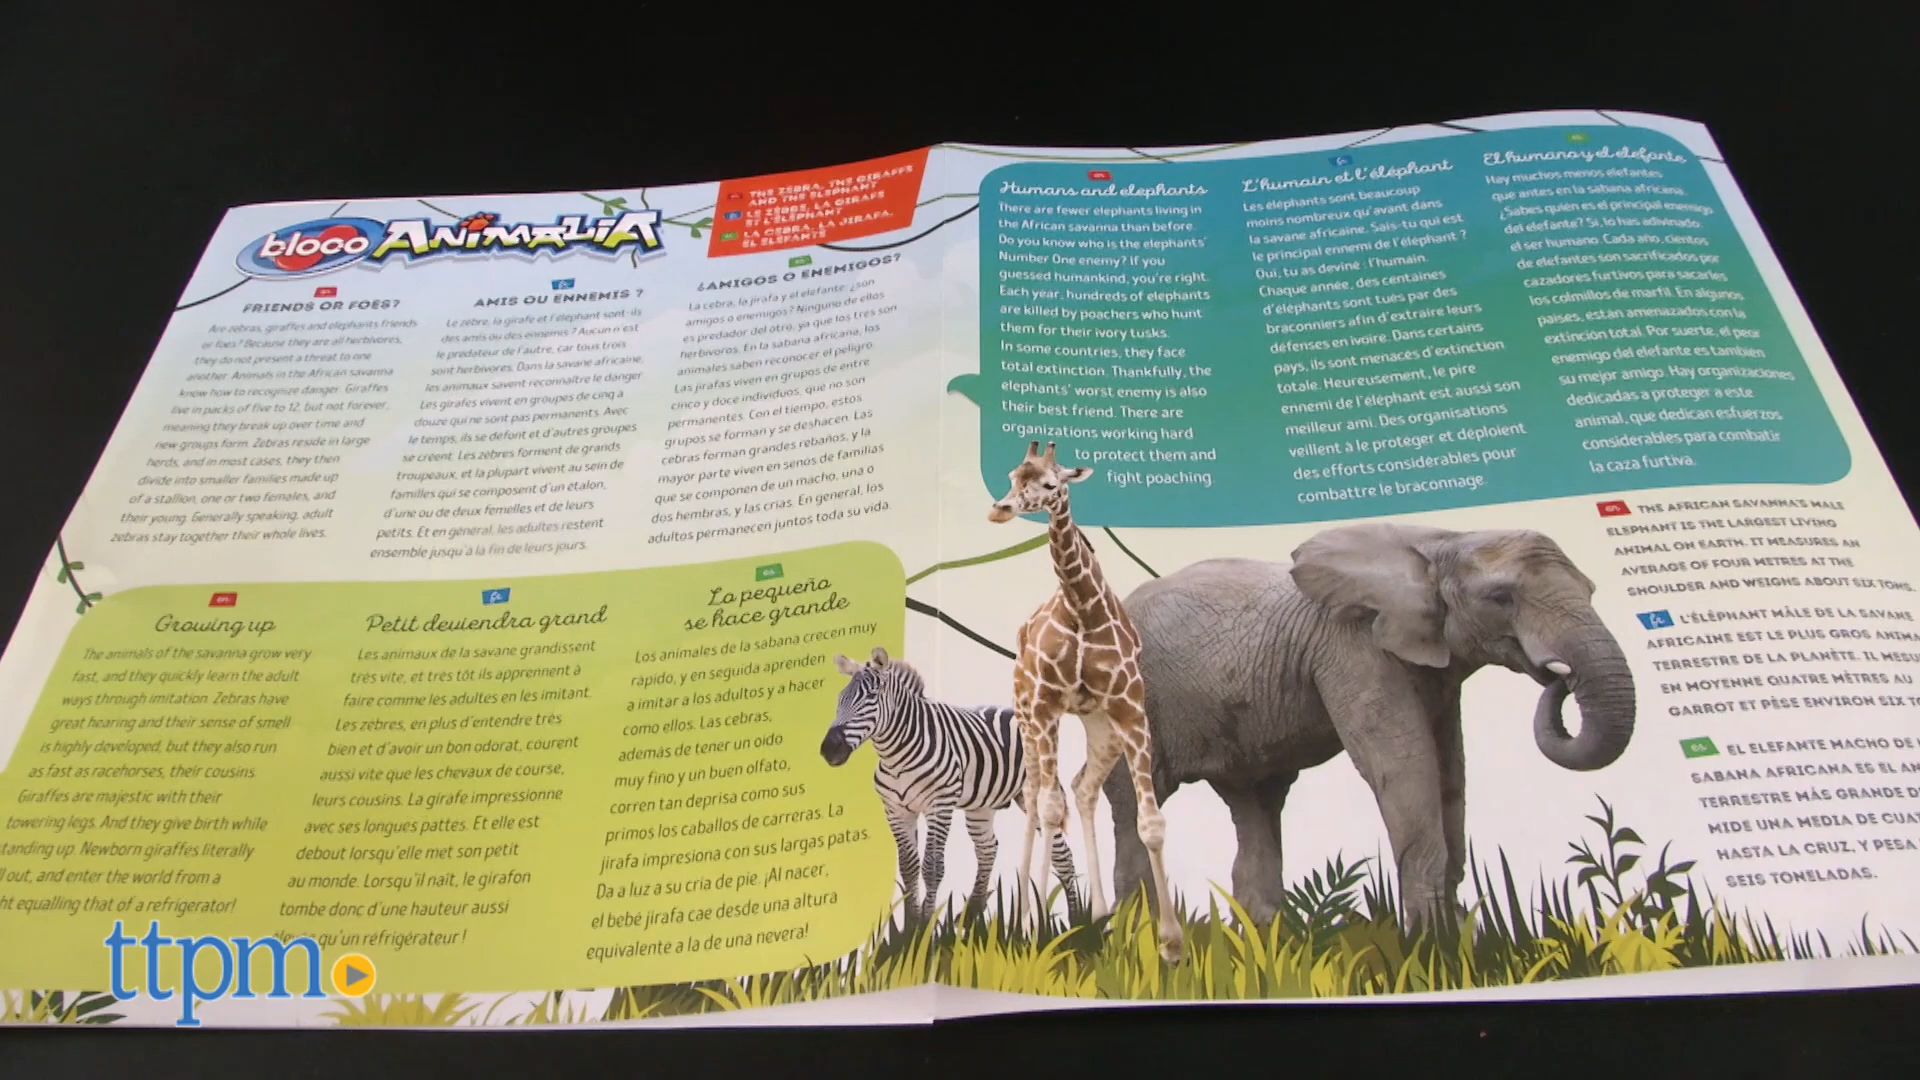 bloco ANIMALIA
en THE ZEBRA, THE GIRAFFE
AND THE ELEPHANT
fr LE ZÈBRE, LA GIRAFE
ET L'ÉLÉPHANT
es LA CEBRA, LA JIRAFA,
EL ELEFANTE
en
FRIENDS OR FOES?
Are zebras, giraffes and elephants friends
or foes? Because they are all herbivores,
they do not present a threat to one
another. Animals in the African savanna
know how to recognize danger. Giraffes
live in packs of five to 12, but not forever,
meaning they break up over time and
new groups form. Zebras reside in large
herds, and in most cases, they then
divide into smaller families made up
of a stallion, one or two females, and
their young. Generally speaking, adult
zebras stay together their whole lives.
fr
AMIS OU ENNEMIS ?
Le zèbre, la girafe et l'éléphant sont-ils
des amis ou des ennemis ? Aucun n'est
le prédateur de l'autre, car tous trois
sont herbivores. Dans la savane africaine,
les animaux savent reconnaître le danger.
Les girafes vivent en groupes de cinq à
douze qui ne sont pas permanents. Avec
le temps, ils se défont et d'autres groupes
se créent. Les zèbres forment de grands
troupeaux, et la plupart vivent au sein de
familles qui se composent d'un étalon,
d'une ou de deux femelles et de leurs
petits. Et en général, les adultes restent
ensemble jusqu'à la fin de leurs jours.
es
¿AMIGOS O ENEMIGOS?
La cebra, la jirafa y el elefante: ¿son
amigos o enemigos? Ninguno de ellos
es predador del otro, ya que los tres son
herbívoros. En la sabana africana, los
animales saben reconocer el peligro.
Las jirafas viven en grupos de entre
cinco y doce individuos, que no son
permanentes. Con el tiempo, estos
grupos se forman y se deshacen. Las
cebras forman grandes rebaños, y la
mayor parte viven en senos de familias
que se componen de un macho, una o
dos hembras, y las crías. En general, los
adultos permanecen juntos toda su vida.
en
Growing up
The animals of the savanna grow very
fast, and they quickly learn the adult
ways through imitation. Zebras have
great hearing and their sense of smell
is highly developed, but they also run
as fast as racehorses, their cousins.
Giraffes are majestic with their
towering legs. And they give birth while
tanding up. Newborn giraffes literally
l out, and enter the world from a
ht equalling that of a refrigerator!
fr
Petit deviendra grand
Les animaux de la savane grandissent
très vite, et très tôt ils apprennent à
faire comme les adultes en les imitant.
Les zèbres, en plus d'entendre très
bien et d'avoir un bon odorat, courent
aussi vite que les chevaux de course,
leurs cousins. La girafe impressionne
avec ses longues pattes. Et elle est
debout lorsqu'elle met son petit
au monde. Lorsqu'il naît, le girafon
tombe donc d'une hauteur aussi
qu'un réfrigérateur !
es
Lo pequeño
se hace grande
Los animales de la sabana crecen muy
rápido, y en seguida aprenden
a imitar a los adultos y a hacer
como ellos. Las cebras,
además de tener un oído
muy fino y un buen olfato,
corren tan deprisa como sus
primos los caballos de carreras. La
jirafa impresiona con sus largas patas.
Da a luz a su cría de pie. ¡Al nacer,
el bebé jirafa cae desde una altura
equivalente a la de una nevera!
en
Humans and elephants
There are fewer elephants living in
the African savanna than before.
Do you know who is the elephants'
Number One enemy? If you
guessed humankind, you're right.
Each year, hundreds of elephants
are killed by poachers who hunt
them for their ivory tusks.
In some countries, they face
total extinction. Thankfully, the
elephants' worst enemy is also
their best friend. There are
organizations working hard
to protect them and
fight poaching.
fr
L'humain et l'éléphant
Les éléphants sont beaucoup
moins nombreux qu'avant dans
la savane africaine. Sais-tu qui est
le principal ennemi de l'éléphant ?
Oui, tu as deviné : l'humain.
Chaque année, des centaines
d'éléphants sont tués par des
braconniers afin d'extraire leurs
défenses en ivoire. Dans certains
pays, ils sont menacés d'extinction
totale. Heureusement, le pire
ennemi de l'éléphant est aussi son
meilleur ami. Des organisations
veillent à le protéger et déploient
des efforts considérables pour
combattre le braconnage.
es
El humano y el elefante
Hay muchos menos elefantes
que antes en la sabana africana.
¿Sabes quién es el principal enemigo
del elefante? Sí, lo has adivinado:
el ser humano. Cada año, cientos
de elefantes son sacrificados por
cazadores furtivos para sacarles
los colmillos de marfil. En algunos
países, están amenazados con la
extinción total. Por suerte, el peor
enemigo del elefante es también
su mejor amigo. Hay organizaciones
dedicadas a proteger a este
animal, que dedican esfuerzos
considerables para combatir
la caza furtiva.
en THE AFRICAN SAVANNA'S MALE
ELEPHANT IS THE LARGEST LIVING
ANIMAL ON EARTH. IT MEASURES AN
AVERAGE OF FOUR METRES AT THE
SHOULDER AND WEIGHS ABOUT SIX TONS.
fr L'ÉLÉPHANT MÂLE DE LA SAVANE
AFRICAINE EST LE PLUS GROS ANIMA
TERRESTRE DE LA PLANÈTE. IL MESU
EN MOYENNE QUATRE MÈTRES AU
GARROT ET PÈSE ENVIRON SIX TO
es EL ELEFANTE MACHO DE
SABANA AFRICANA ES EL AN
TERRESTRE MÁS GRANDE D
MIDE UNA MEDIA DE CUAT
HASTA LA CRUZ, Y PESA
SEIS TONELADAS.
ttpm